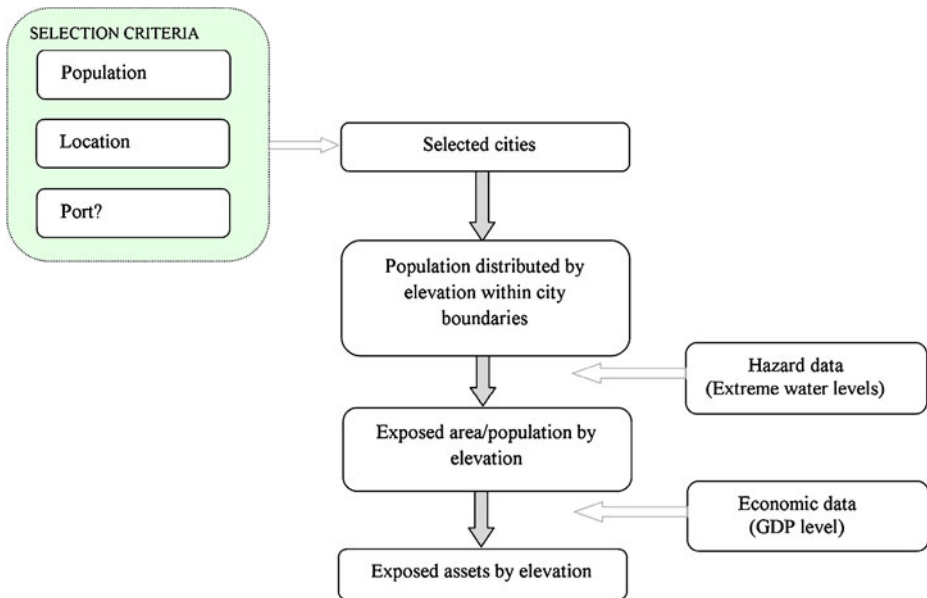 SELECTION CRITERIA
Population
Location
Port?
Selected cities
Population distributed by
elevation within city
boundaries
Hazard data
(Extreme water levels)
Exposed area/population by
elevation
Economic data
(GDP level)
Exposed assets by elevation